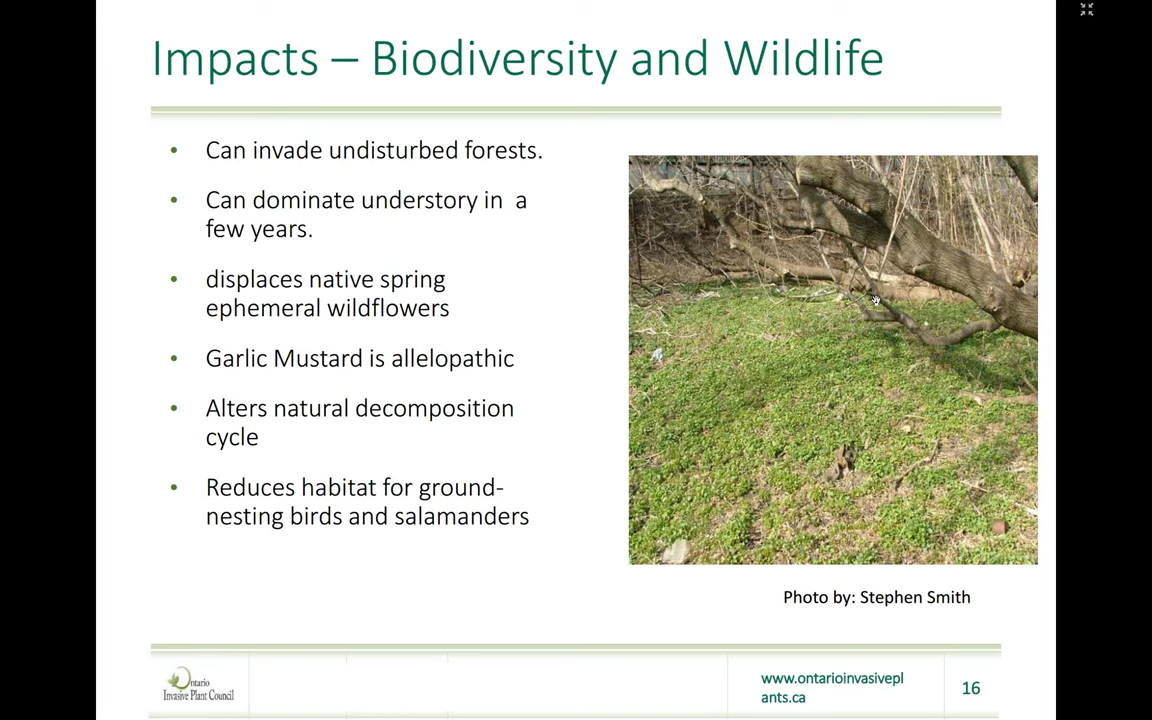 Impacts – Biodiversity and Wildlife
• Can invade undisturbed forests.
• Can dominate understory in a
few years.
• displaces native spring
ephemeral wildflowers
• Garlic Mustard is allelopathic
• Alters natural decomposition
cycle
• Reduces habitat for ground-
nesting birds and salamanders
Photo by: Stephen Smith
Ontario
Invasive Plant Council
www.ontarioinvasivepl
ants.ca
16